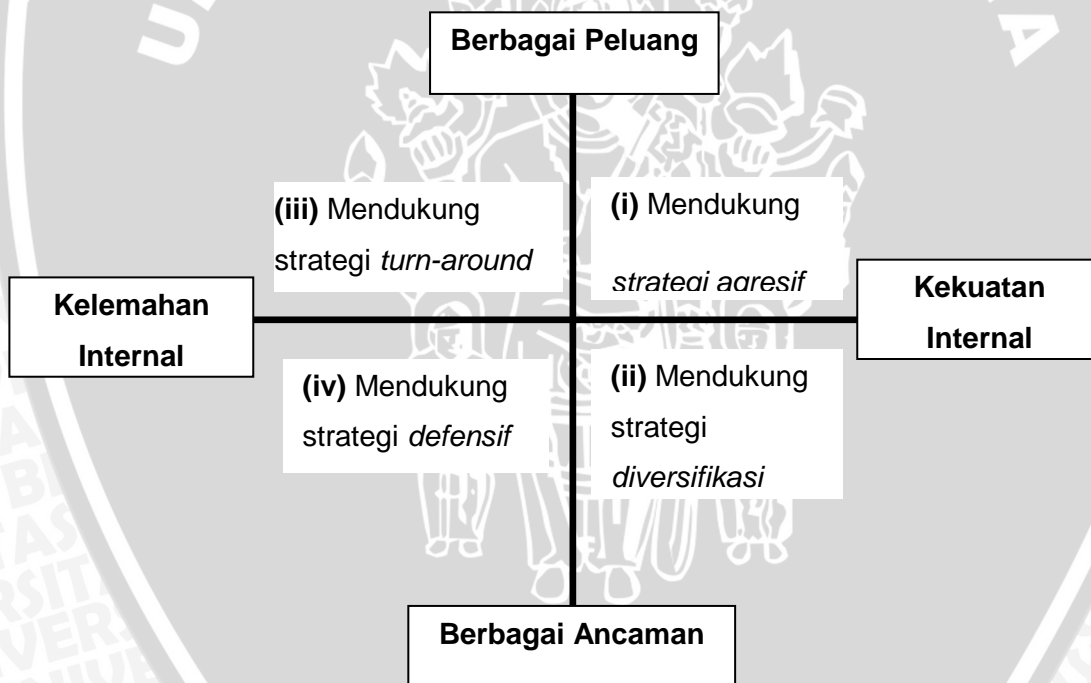 Berbagai Peluang
(iii) Mendukung
strategi turn-around
(i) Mendukung
strategi agresif
Kelemahan
Internal
Kekuatan
Internal
(iv) Mendukung
strategi defensif
(ii) Mendukung
strategi
diversifikasi
Berbagai Ancaman